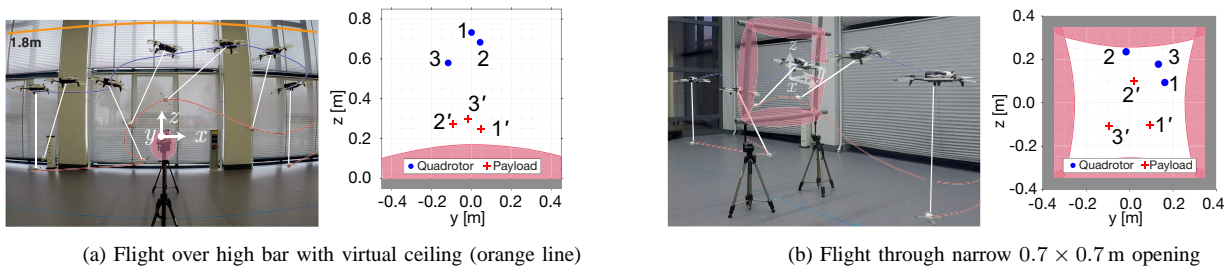 1.8m
z
y
x
z [m]
0.8
0.6
0.4
0.2
0.0
1
2
3
3′
2′
1′
Quadrotor
Payload
-0.4 -0.2 0.0 0.2 0.4
y [m]
(a) Flight over high bar with virtual ceiling (orange line)
z
x
z [m]
0.4
0.2
0.0
-0.2
-0.4
2
3
1
2′
3′
1′
Quadrotor
Payload
-0.4 -0.2 0.0 0.2 0.4
y [m]
(b) Flight through narrow 0.7 × 0.7 m opening